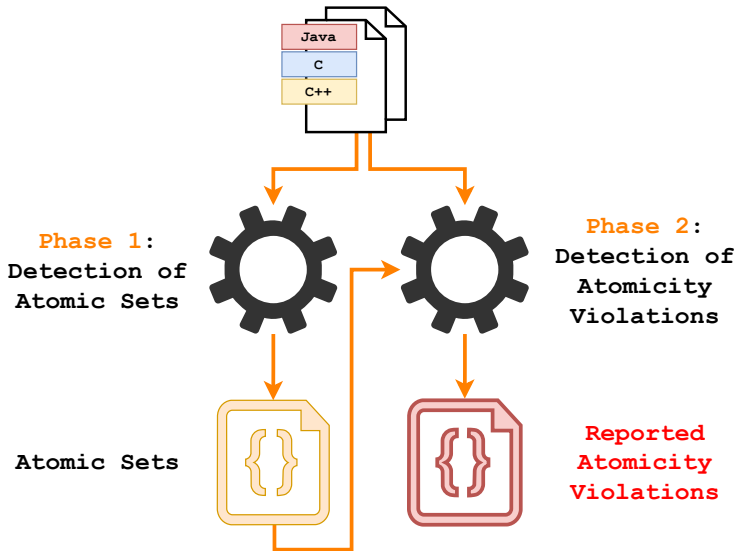 Java
C
C++
Phase 1:
Detection of
Atomic Sets
Phase 2:
Detection of
Atomicity
Violations
Atomic Sets
Reported
Atomicity
Violations